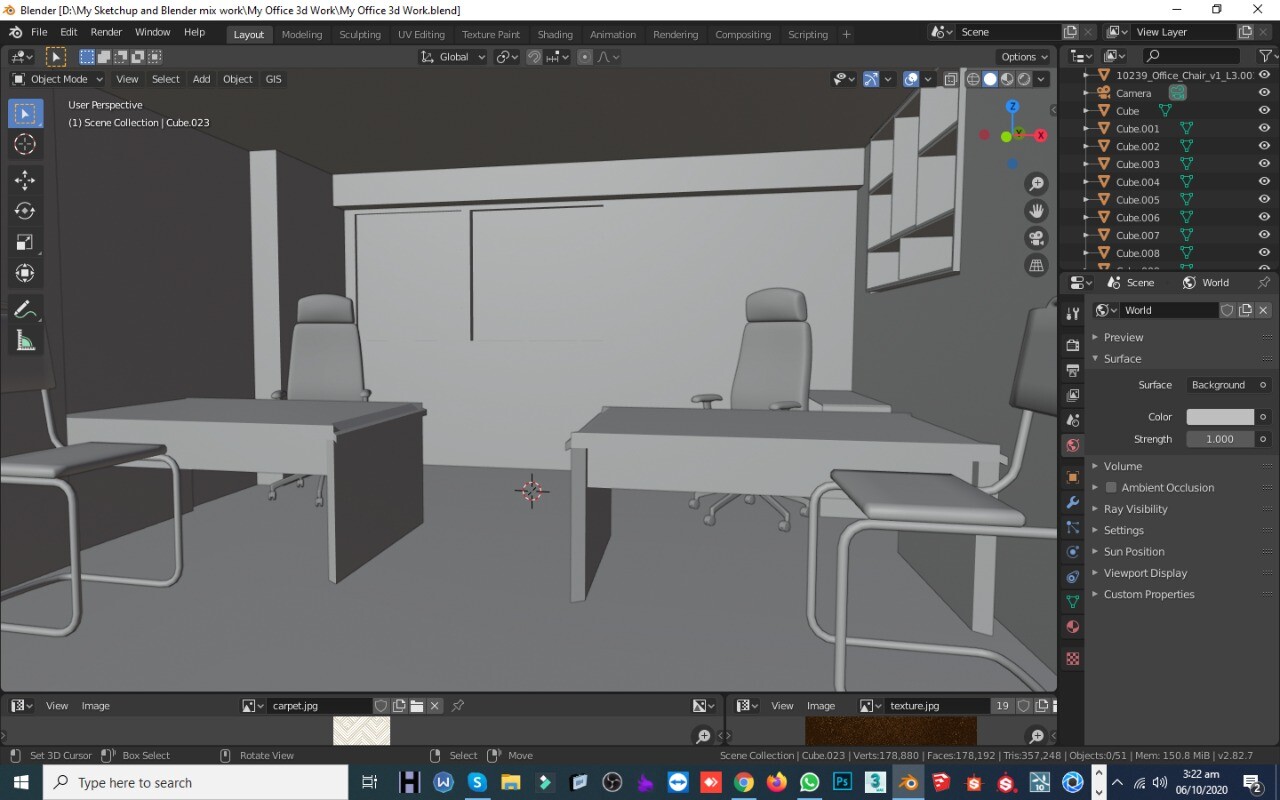 Blender [D:\My Sketchup and Blender mix work\My Office 3d Work\My Office 3d Work.blend]
File Edit Render Window Help Layout Modeling Sculpting UV Editing Texture Paint Shading Animation Rendering Compositing Scripting + Scene View Layer
Global Options
Object Mode View Select Add Object GIS
User Perspective
(1) Scene Collection | Cube.023
Z
Y
X
10239_Office_Chair_v1_L3.00
Camera
Cube
Cube.001
Cube.002
Cube.003
Cube.004
Cube.005
Cube.006
Cube.007
Cube.008
Scene World
World
Preview
Surface
Surface Background
Color
Strength 1.000
Volume
Ambient Occlusion
Ray Visibility
Settings
Sun Position
Viewport Display
Custom Properties
View Image carpet.jpg View Image texture.jpg 19
Set 3D Cursor Box Select Rotate View Select Move Scene Collection | Cube.023 | Verts:178,880 | Faces:178,192 | Tris:357,248 | Objects:0/51 | Mem: 150.8 MiB | v2.82.7
Type here to search
Ps
3
3:22 am
06/10/2020
2